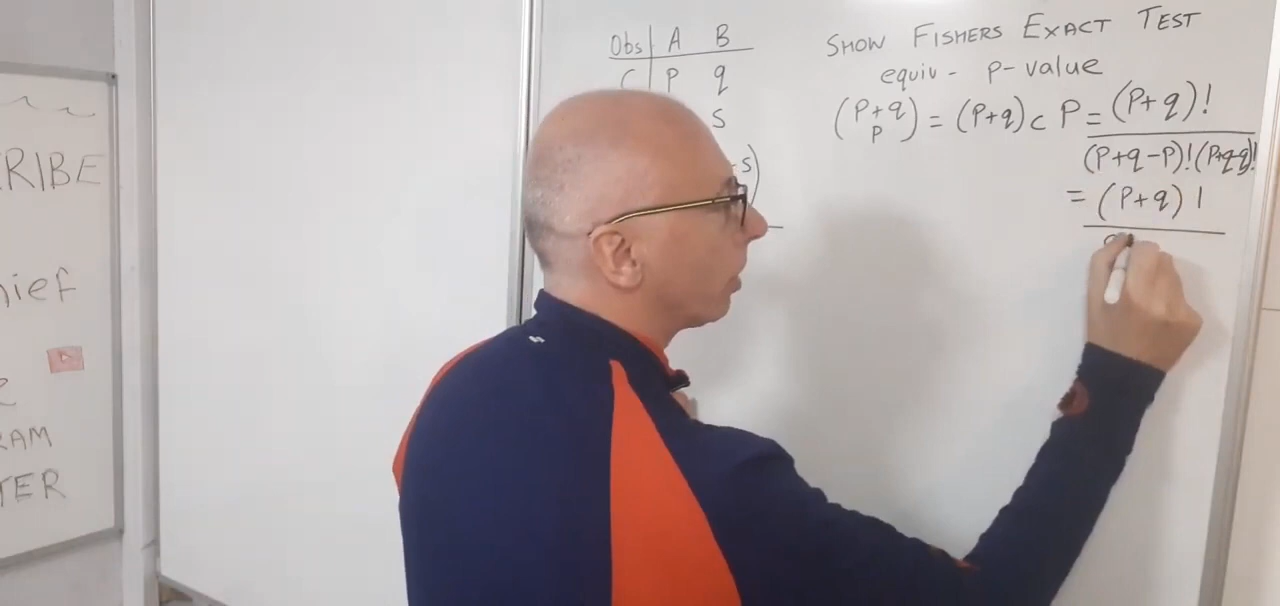 RIBE
hief
RAM
TER
Obs A B
C P q
S
-s)
SHOW FISHERS EXACT TEST
equiv - p-value
(P+q P) = (P+q) C P = (P+q)!
(P+q-P)!(P+q-q)!
= (P+q)!